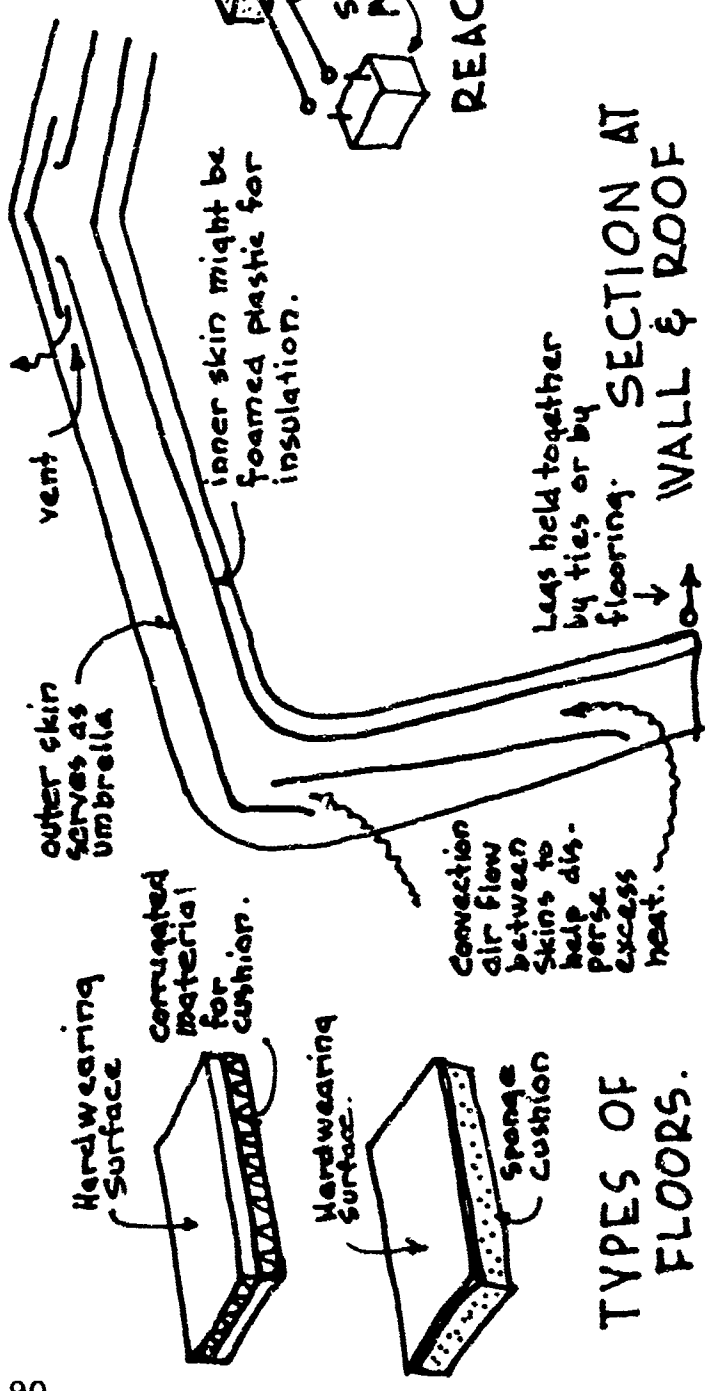 Hardwearing
Surface
corrugated
material
for
cushion.
Hardwearing
Surface.
Sponge
Cushion
TYPES OF
FLOORS.
outer skin
serves as
umbrella
vent
inner skin might be
foamed plastic for
insulation.
Convection
air flow
between
skins to
help dis-
perse
excess
heat.
Legs held together
by ties or by
flooring.
SECTION AT
WALL & ROOF
REAC
90